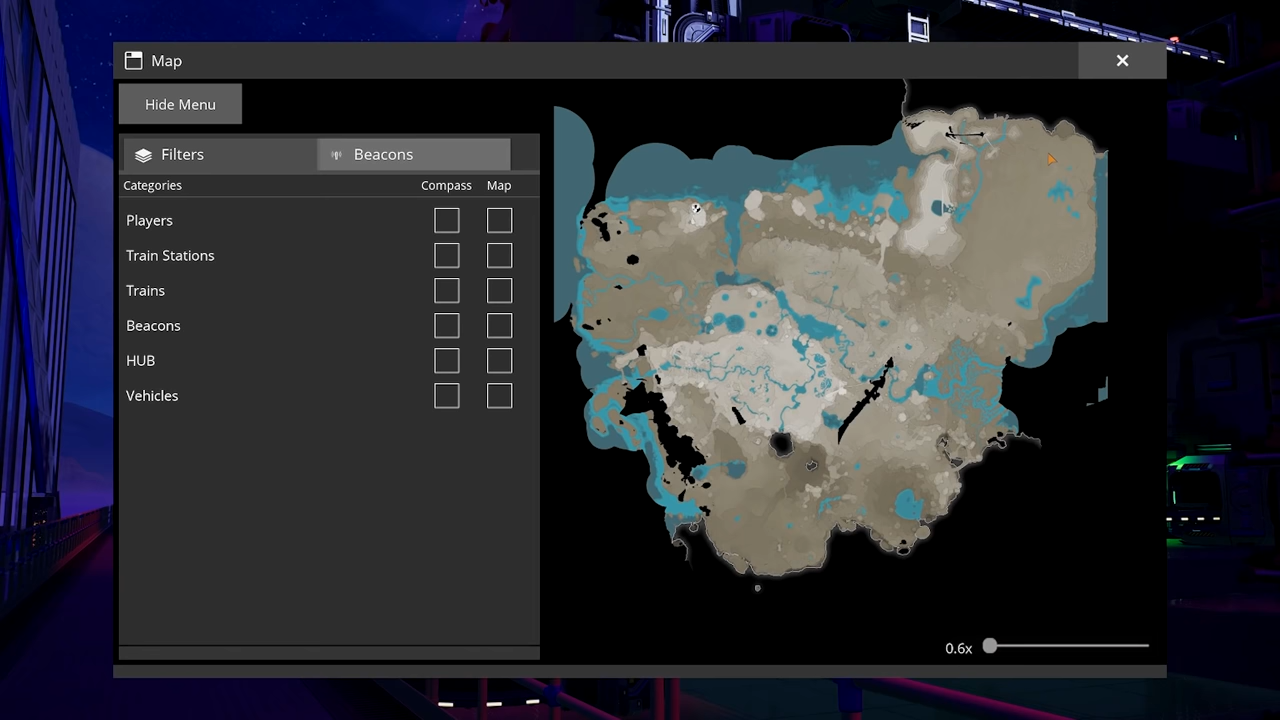 Map
Hide Menu
Filters Beacons
Categories Compass Map
Players
Train Stations
Trains
Beacons
HUB
Vehicles
0.6x